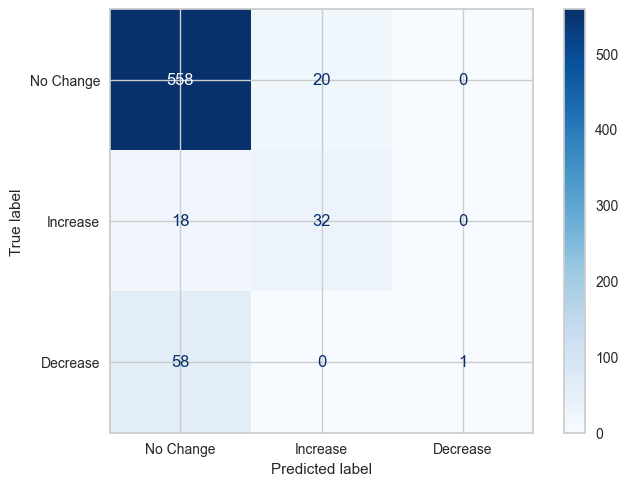 No Change
Increase
Decrease
True label
558 20 0
18 32 0
58 0 1
No Change Increase Decrease
Predicted label
500
400
300
200
100
0